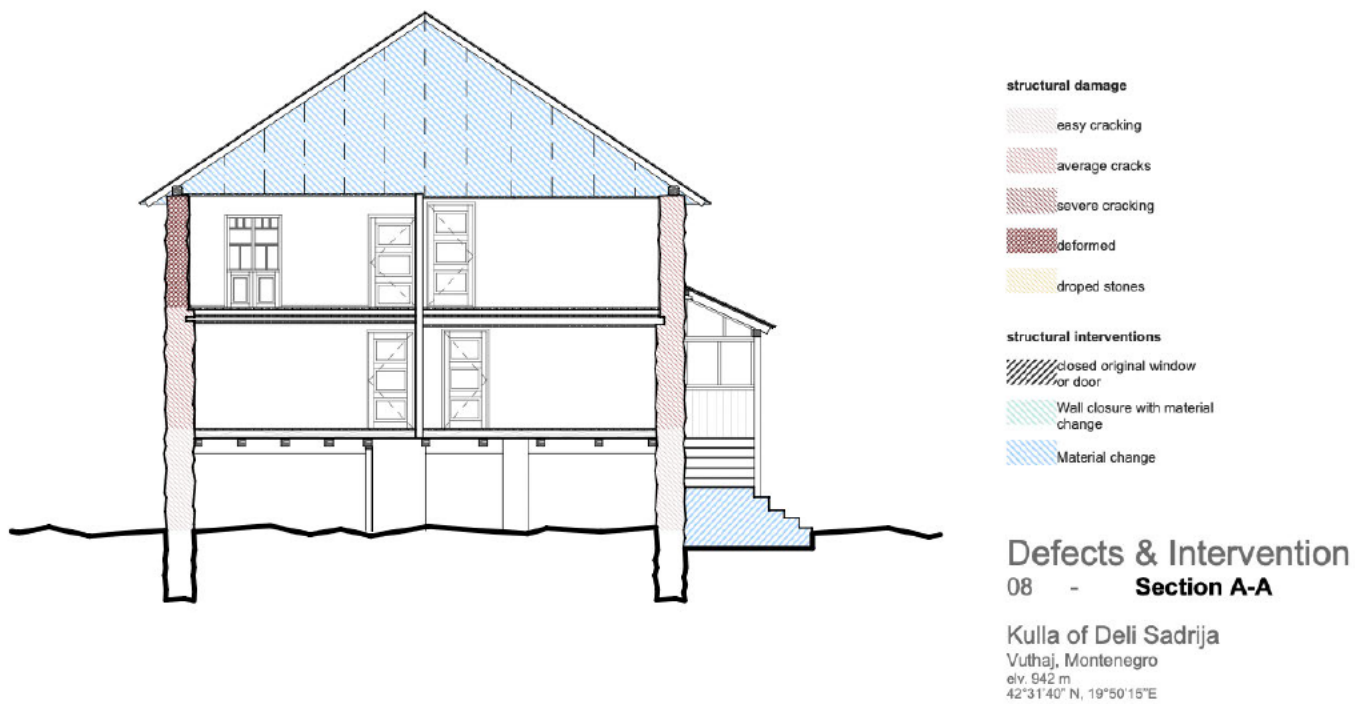 structural damage
easy cracking
average cracks
severe cracking
deformed
droped stones
structural interventions
closed original window
or door
Wall closure with material
change
Material change
Defects & Intervention
08 - Section A-A
Kulla of Deli Sadrija
Vuthaj, Montenegro
elv. 942 m
42°31'40" N, 19°50'15"E